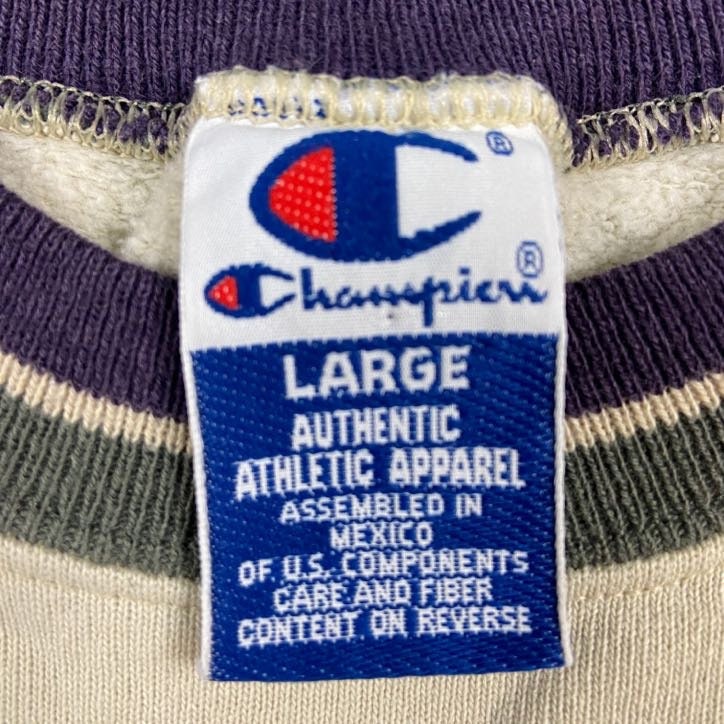 ®
Champion®
LARGE
AUTHENTIC
ATHLETIC APPAREL
ASSEMBLED IN
MEXICO
OF U.S. COMPONENTS
CARE AND FIBER
CONTENT ON REVERSE